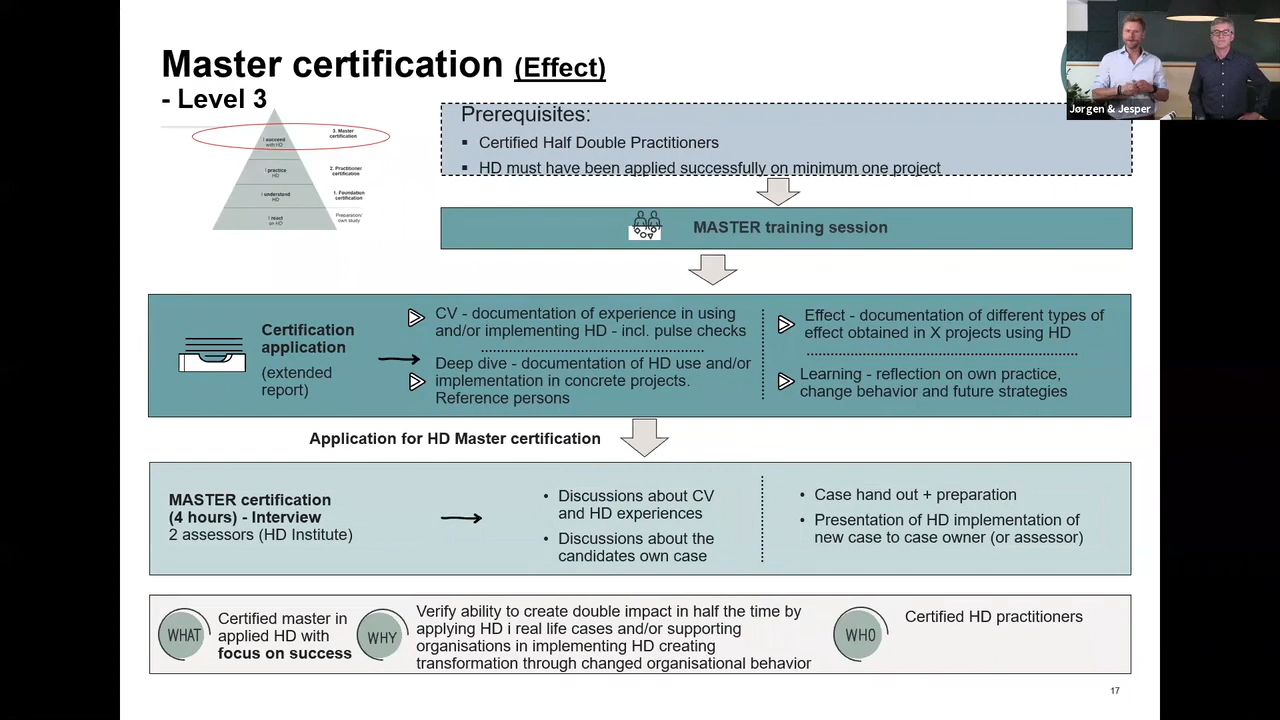 Master certification (Effect)
- Level 3
Jørgen & Jesper
I succeed
with HD
3. Master
certification
I practice
HD
2. Practitioner
certification
I understand
HD
1. Foundation
certification
I react
on HD
Preparation/
own study
Prerequisites:
▪ Certified Half Double Practitioners
▪ HD must have been applied successfully on minimum one project
MASTER training session
Certification
application
(extended
report)
CV - documentation of experience in using
and/or implementing HD - incl. pulse checks
Deep dive - documentation of HD use and/or
implementation in concrete projects.
Reference persons
Effect - documentation of different types of
effect obtained in X projects using HD
Learning - reflection on own practice,
change behavior and future strategies
Application for HD Master certification
MASTER certification
(4 hours) - Interview
2 assessors (HD Institute)
• Discussions about CV
and HD experiences
• Discussions about the
candidates own case
• Case hand out + preparation
• Presentation of HD implementation of
new case to case owner (or assessor)
WHAT
Certified master in
applied HD with
focus on success
WHY
Verify ability to create double impact in half the time by
applying HD i real life cases and/or supporting
organisations in implementing HD creating
transformation through changed organisational behavior
WHO
Certified HD practitioners
17